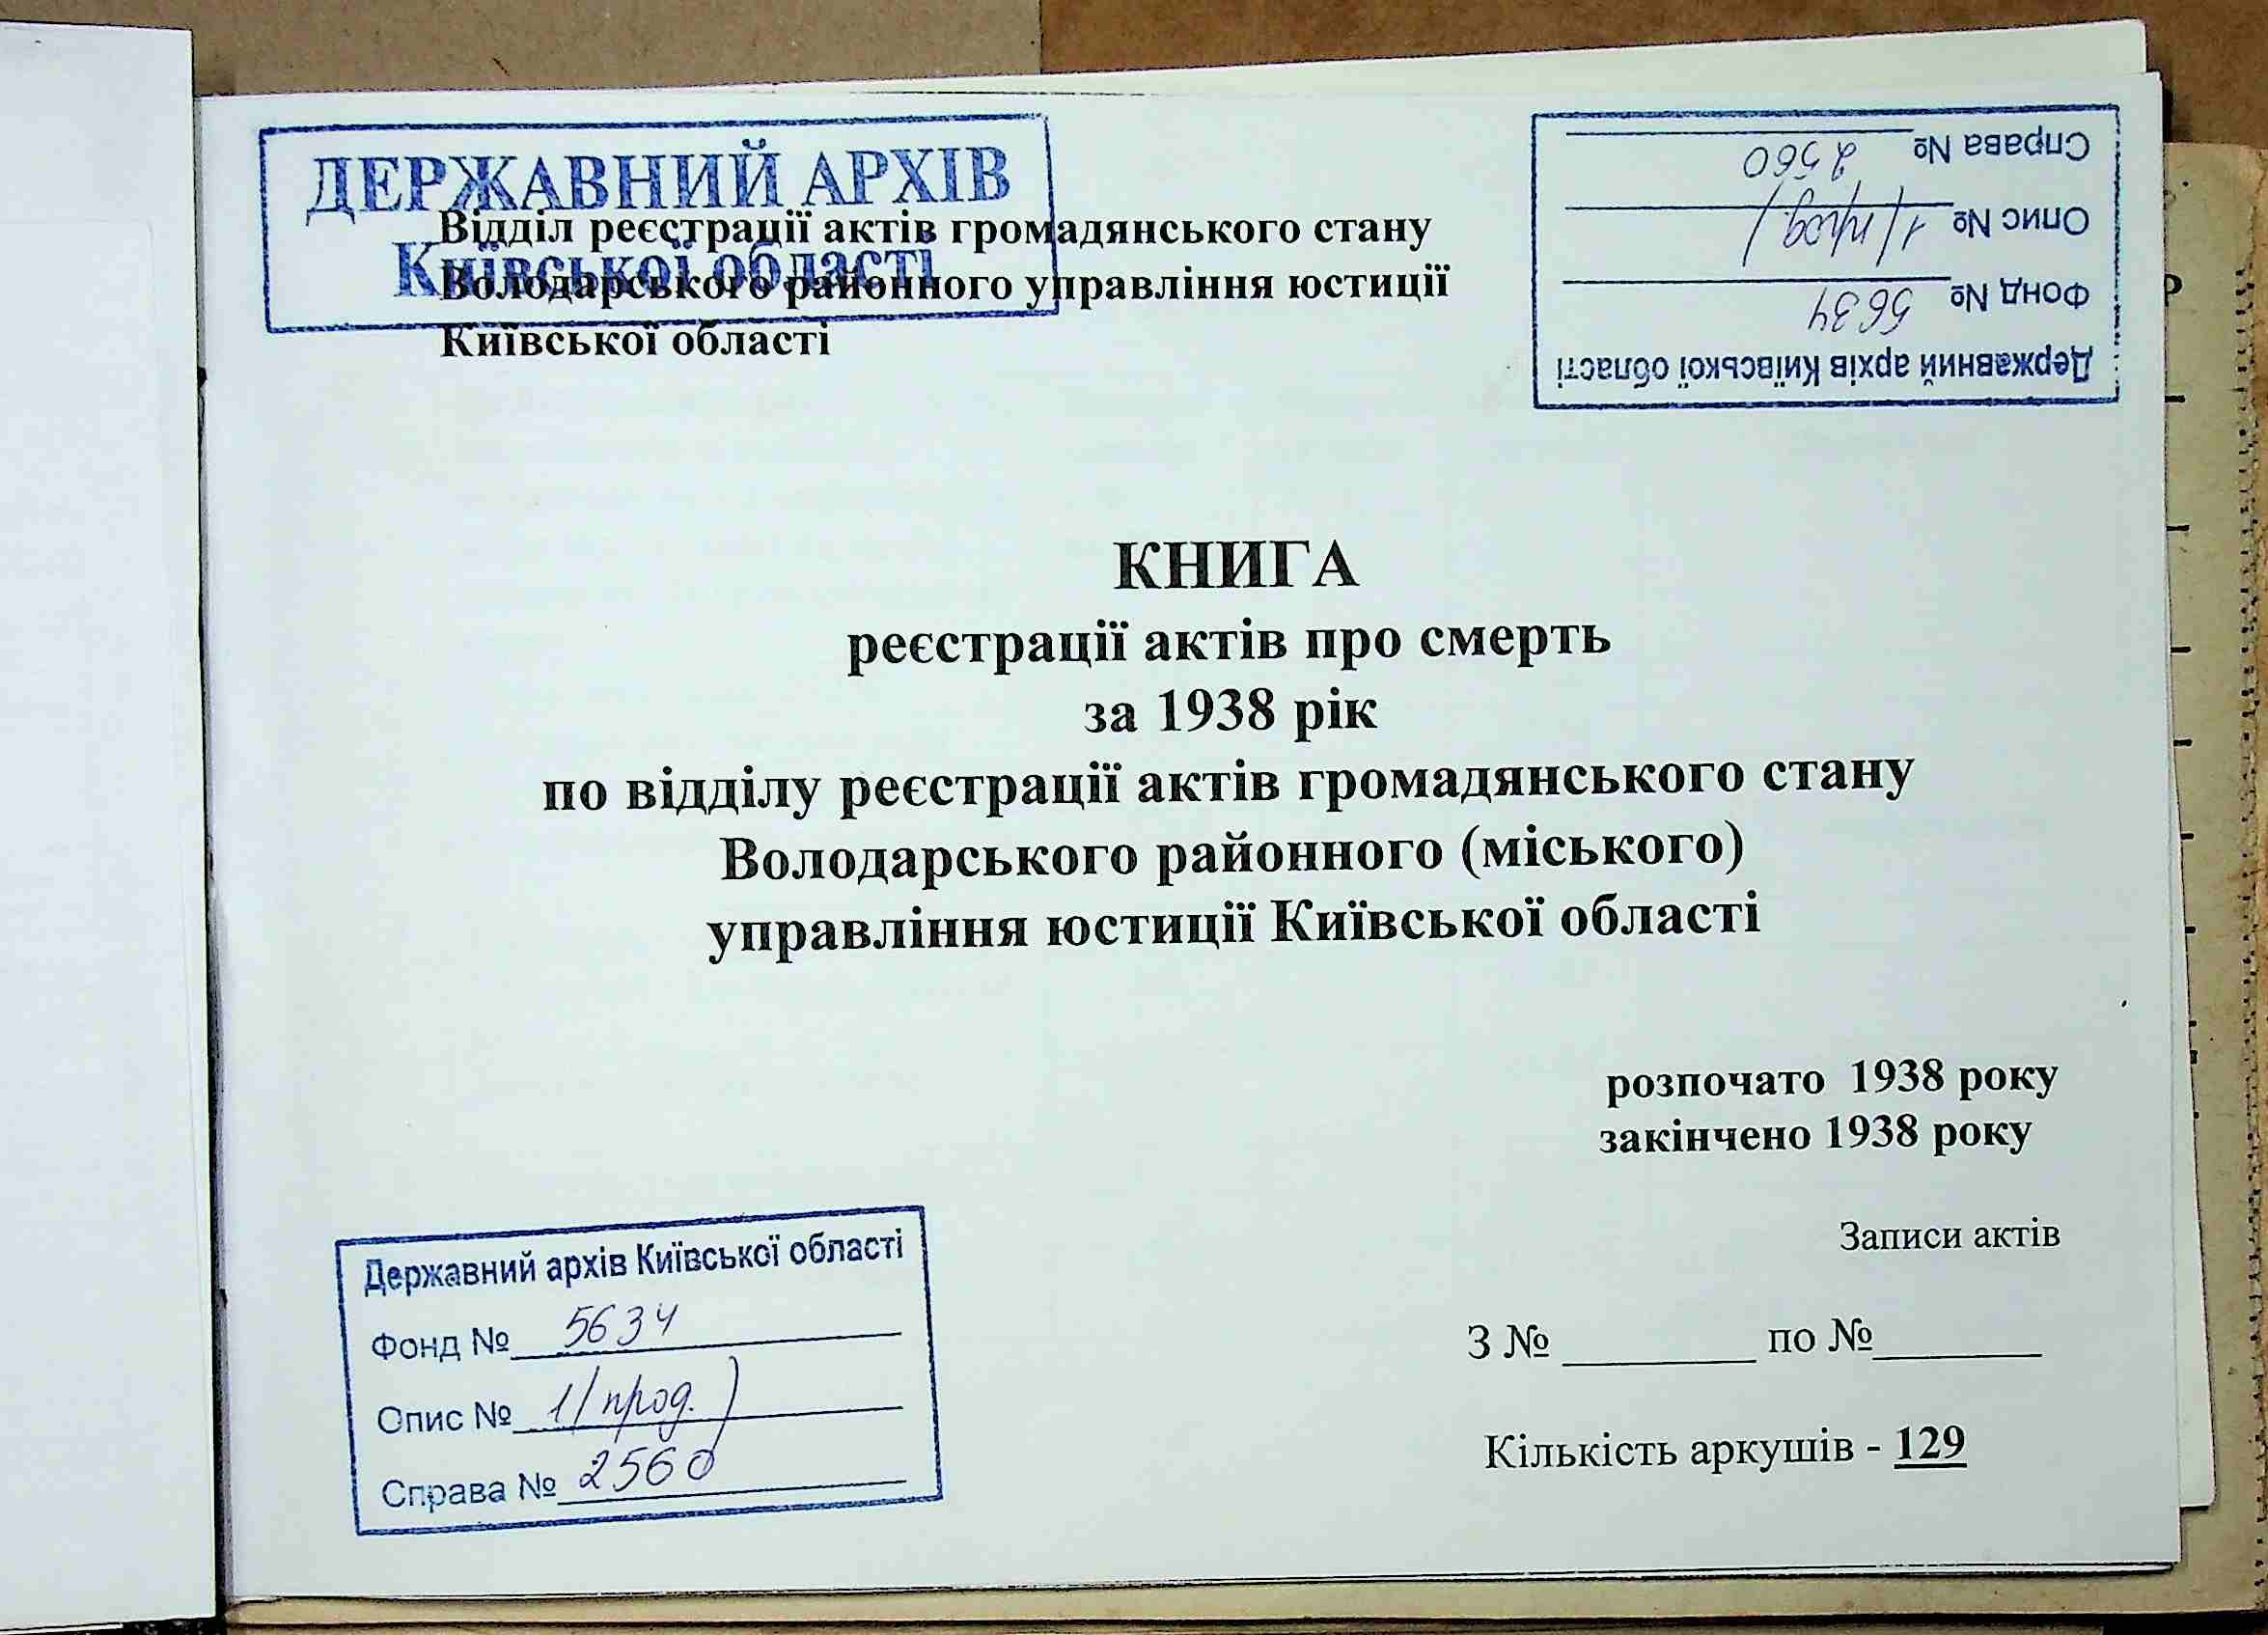 ДЕРЖАВНИЙ АРХІВ
Київської області
Відділ реєстрації актів громадянського стану
Володарського районного управління юстиції
Київської області
Державний архів Київської області
Фонд № 5634
Опис № 1/прод.)
Справа № 2560
КНИГА
реєстрації актів про смерть
за 1938 рік
по відділу реєстрації актів громадянського стану
Володарського районного (міського)
управління юстиції Київської області
розпочато 1938 року
закінчено 1938 року
Записи актів
З № _________ по №________
Кількість аркушів - 129
Державний архів Київської області
Фонд № 5634
Опис № 1/прод.)
Справа № 2560